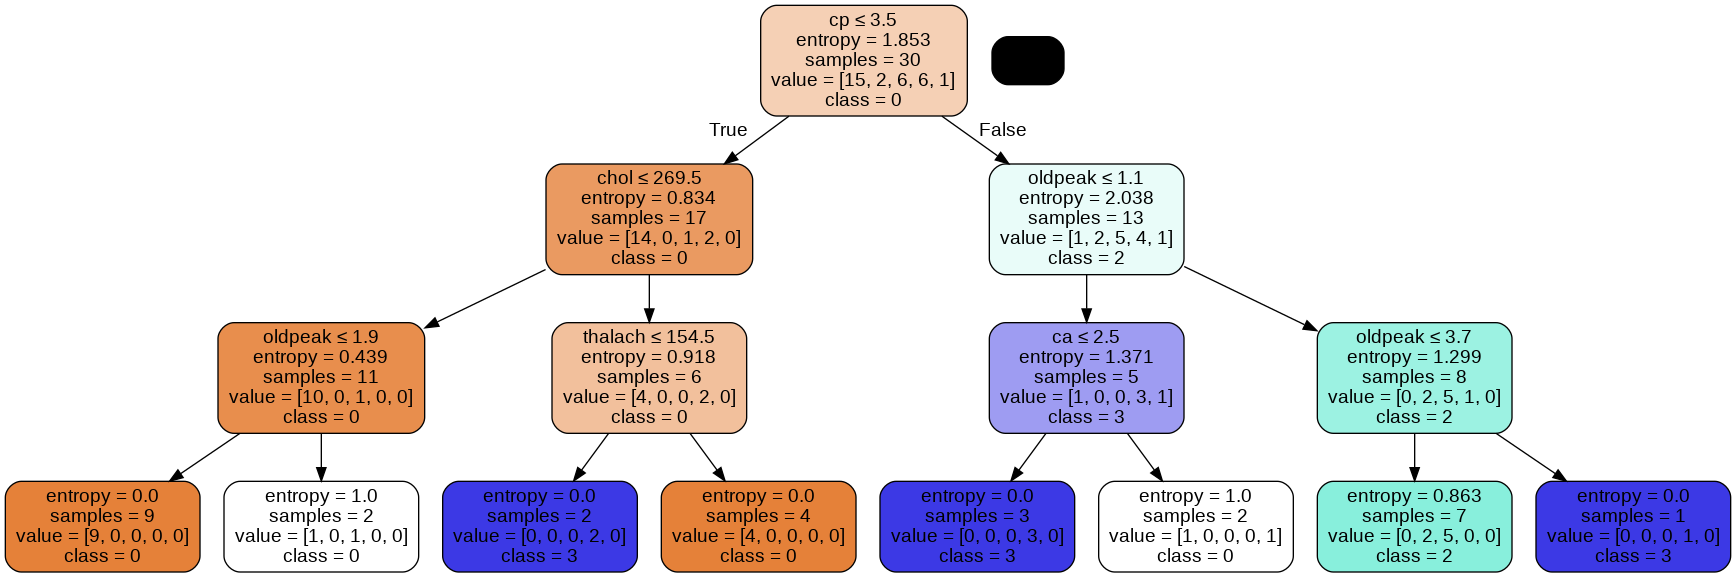 cp ≤ 3.5
entropy = 1.853
samples = 30
value = [15, 2, 6, 6, 1]
class = 0
True
False
chol ≤ 269.5
entropy = 0.834
samples = 17
value = [14, 0, 1, 2, 0]
class = 0
oldpeak ≤ 1.1
entropy = 2.038
samples = 13
value = [1, 2, 5, 4, 1]
class = 2
oldpeak ≤ 1.9
entropy = 0.439
samples = 11
value = [10, 0, 1, 0, 0]
class = 0
thalach ≤ 154.5
entropy = 0.918
samples = 6
value = [4, 0, 0, 2, 0]
class = 0
ca ≤ 2.5
entropy = 1.371
samples = 5
value = [1, 0, 0, 3, 1]
class = 3
oldpeak ≤ 3.7
entropy = 1.299
samples = 8
value = [0, 2, 5, 1, 0]
class = 2
entropy = 0.0
samples = 9
value = [9, 0, 0, 0, 0]
class = 0
entropy = 1.0
samples = 2
value = [1, 0, 1, 0, 0]
class = 0
entropy = 0.0
samples = 2
value = [0, 0, 0, 2, 0]
class = 3
entropy = 0.0
samples = 4
value = [4, 0, 0, 0, 0]
class = 0
entropy = 0.0
samples = 3
value = [0, 0, 0, 3, 0]
class = 3
entropy = 1.0
samples = 2
value = [1, 0, 0, 0, 1]
class = 0
entropy = 0.863
samples = 7
value = [0, 2, 5, 0, 0]
class = 2
entropy = 0.0
samples = 1
value = [0, 0, 0, 1, 0]
class = 3